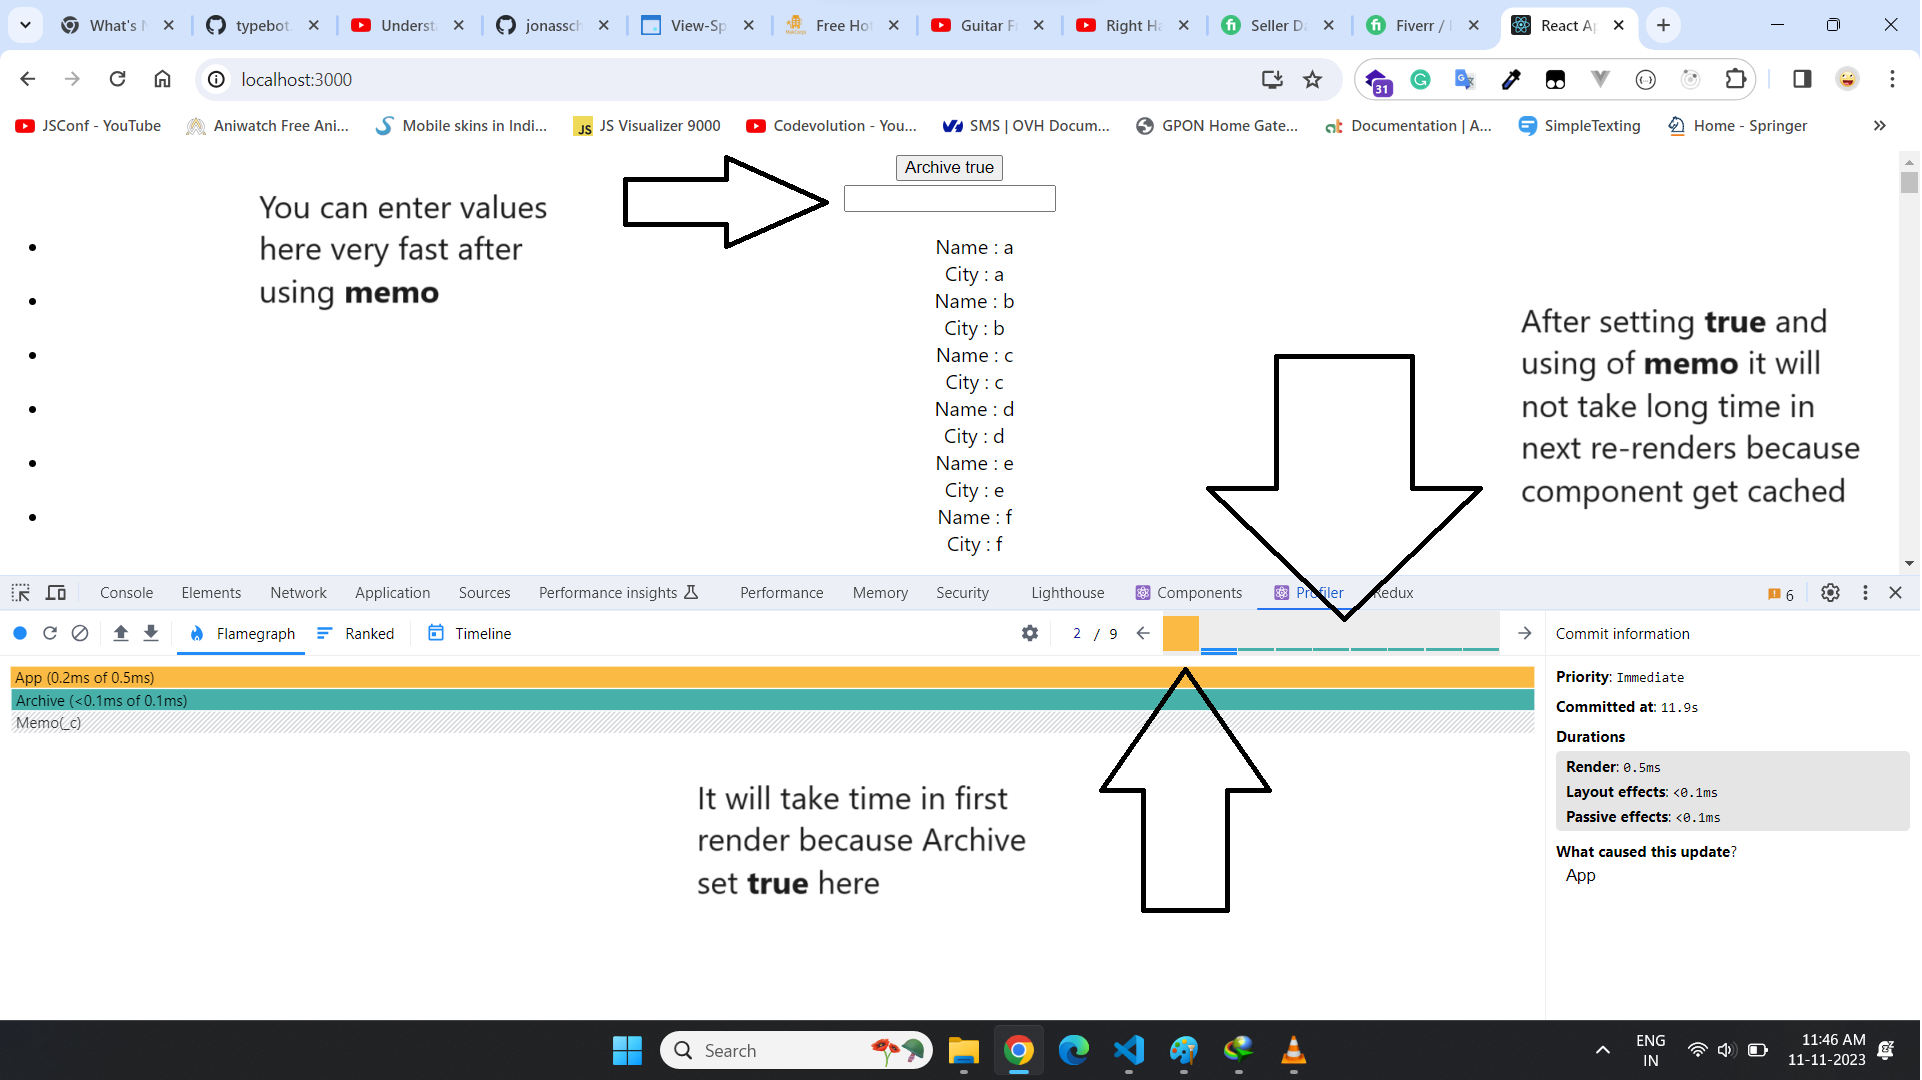 What's N
typebot.
Underst
jonassch
View-Sp
Free Hot
Guitar F
Right Ha
Seller Da
Fiverr /
React Ap
localhost:3000
31
JSConf - YouTube
Aniwatch Free Ani...
Mobile skins in Indi...
JS Visualizer 9000
Codevolution - You...
SMS | OVH Docum...
GPON Home Gate...
Documentation | A...
SimpleTexting
Home - Springer
Archive true
You can enter values
here very fast after
using memo
Name : a
City : a
Name : b
City : b
Name : c
City : c
Name : d
City : d
Name : e
City : e
Name : f
City : f
After setting true and
using of memo it will
not take long time in
next re-renders because
component get cached
Console
Elements
Network
Application
Sources
Performance insights
Performance
Memory
Security
Lighthouse
Components
Profiler
Redux
6
Flamegraph
Ranked
Timeline
2 / 9
Commit information
App (0.2ms of 0.5ms)
Archive (<0.1ms of 0.1ms)
Memo(_c)
Priority: Immediate
Committed at: 11.9s
Durations
Render: 0.5ms
Layout effects: <0.1ms
Passive effects: <0.1ms
What caused this update?
App
It will take time in first
render because Archive
set true here
Search
ENG
IN
11:46 AM
11-11-2023